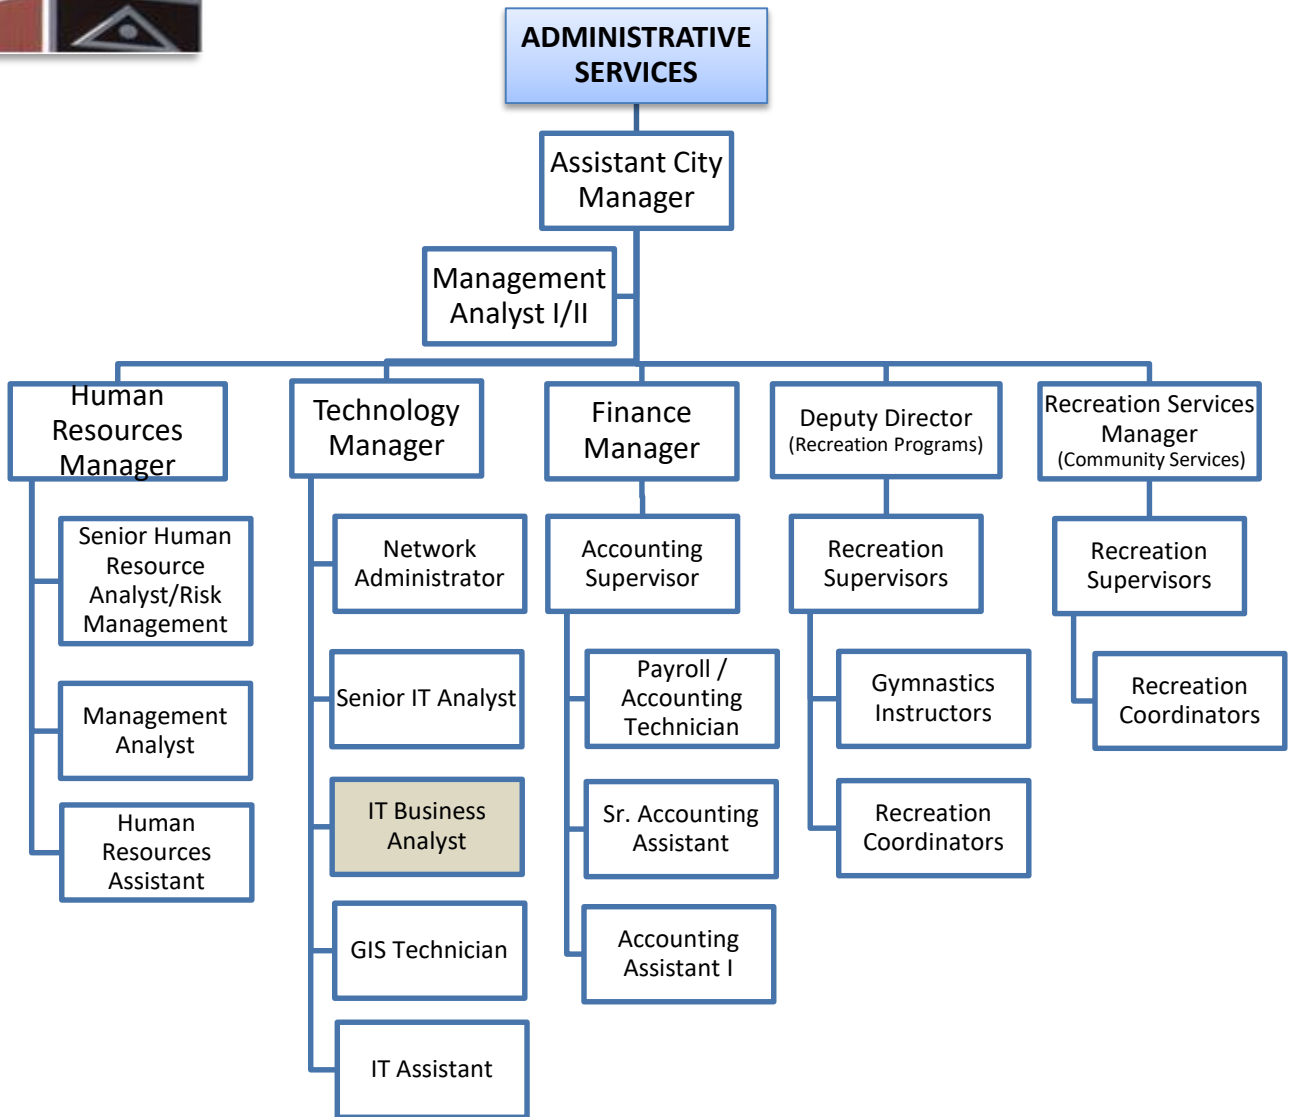 ADMINISTRATIVE
SERVICES
Assistant City
Manager
Management
Analyst I/II
Human
Resources
Manager
Technology
Manager
Finance
Manager
Deputy Director
(Recreation Programs)
Recreation Services
Manager
(Community Services)
Senior Human
Resource
Analyst/Risk
Management
Management
Analyst
Human
Resources
Assistant
Network
Administrator
Senior IT Analyst
IT Business
Analyst
GIS Technician
IT Assistant
Accounting
Supervisor
Payroll /
Accounting
Technician
Sr. Accounting
Assistant
Accounting
Assistant I
Recreation
Supervisors
Gymnastics
Instructors
Recreation
Coordinators
Recreation
Supervisors
Recreation
Coordinators